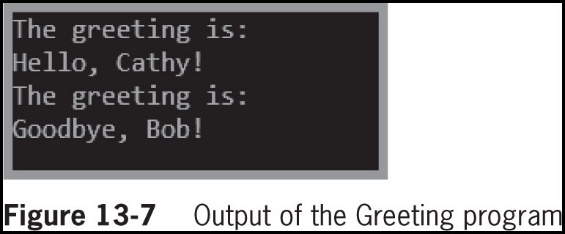 The greeting is:
Hello, Cathy!
The greeting is:
Goodbye, Bob!
Figure 13-7 Output of the Greeting program